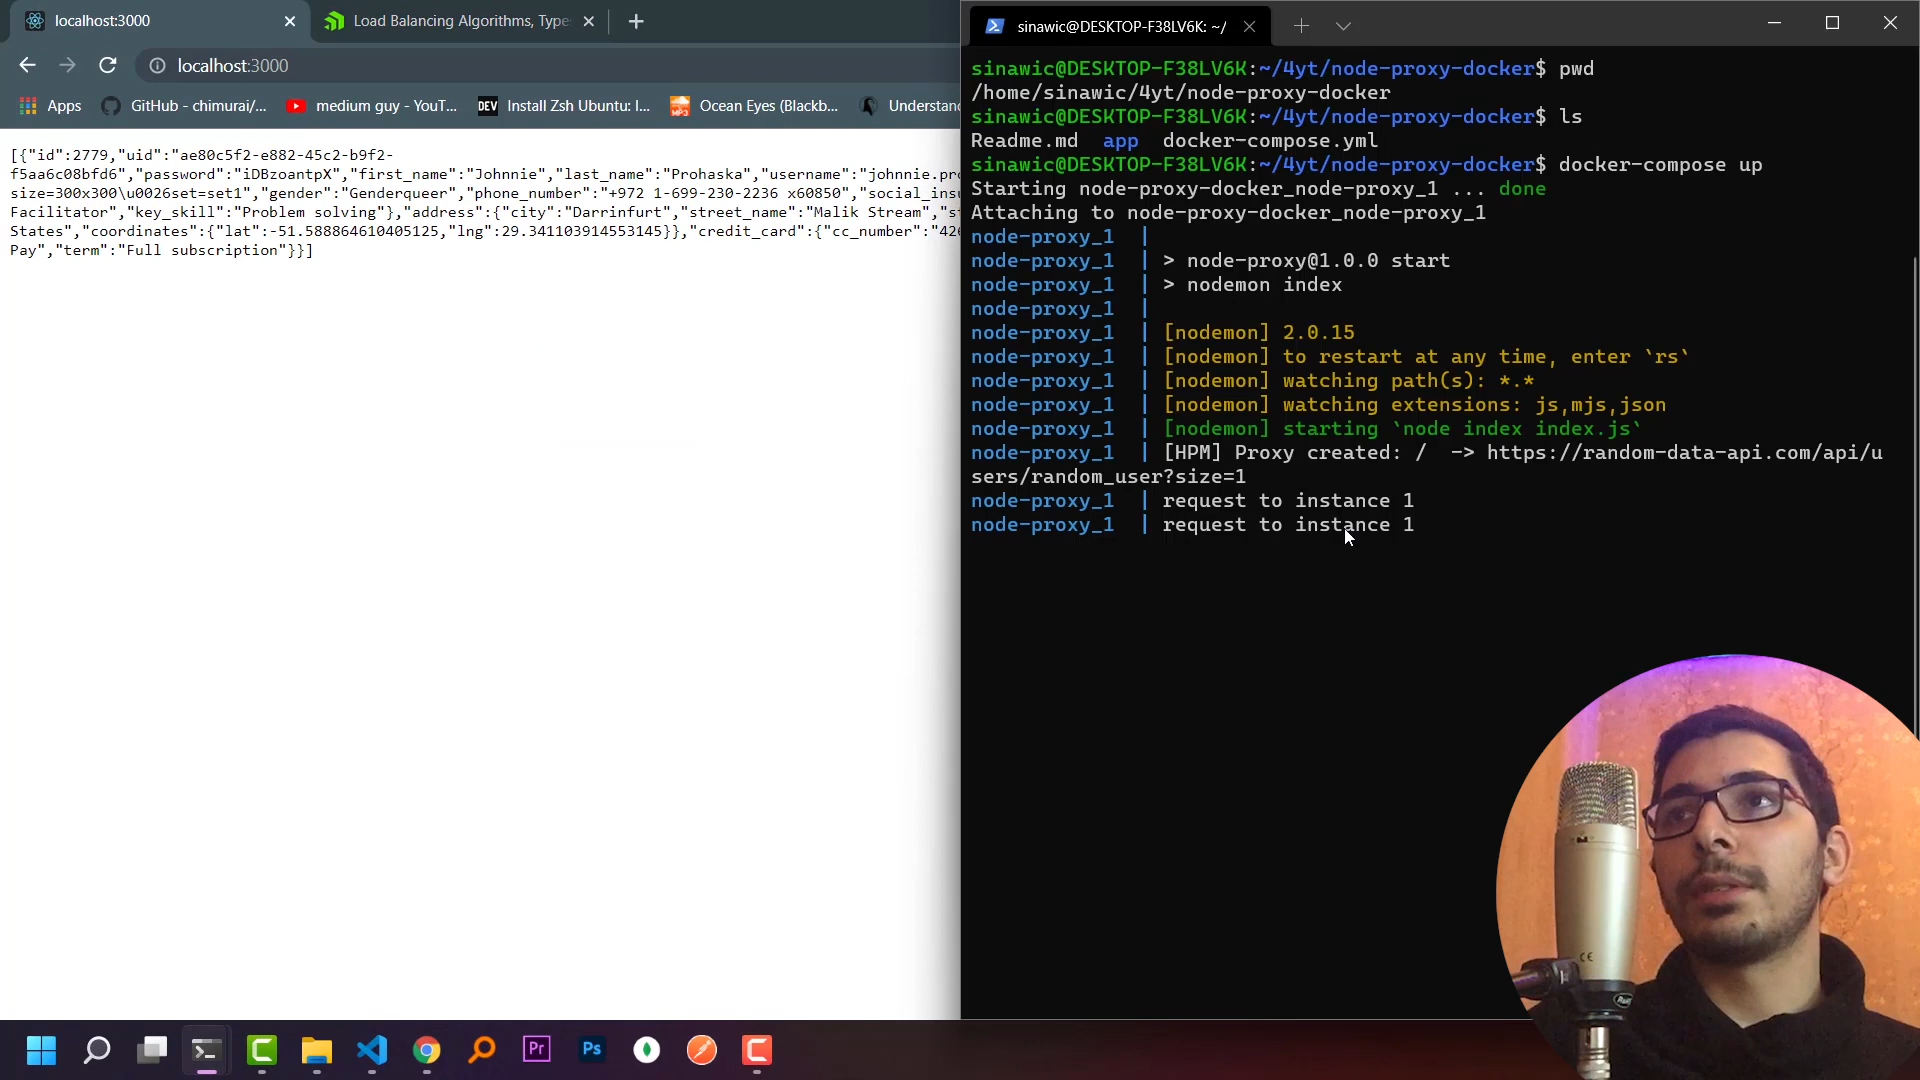 localhost:3000
Load Balancing Algorithms, Type
localhost:3000
Apps
GitHub - chimurai/...
medium guy - YouT...
DEV
Install Zsh Ubuntu: I...
MP3
Ocean Eyes (Blackb...
Understan
[{"id":2779,"uid":"ae80c5f2-e882-45c2-b9f2-
f5aa6c08bfd6","password":"iDBzoantpX","first_name":"Johnnie","last_name":"Prohaska","username":"johnnie.pro
size=300x300\u0026set=set1","gender":"Genderqueer","phone_number":"+972 1-699-230-2236 x60850","social_insu
Facilitator","key_skill":"Problem solving"},"address":{"city":"Darrinfurt","street_name":"Malik Stream","st
States","coordinates":{"lat":-51.588864610405125,"lng":29.341103914553145}},"credit_card":{"cc_number":"426
Pay","term":"Full subscription"}}]
sinawic@DESKTOP-F38LV6K: ~/
sinawic@DESKTOP-F38LV6K:~/4yt/node-proxy-docker$ pwd
/home/sinawic/4yt/node-proxy-docker
sinawic@DESKTOP-F38LV6K:~/4yt/node-proxy-docker$ ls
Readme.md app docker-compose.yml
sinawic@DESKTOP-F38LV6K:~/4yt/node-proxy-docker$ docker-compose up
Starting node-proxy-docker_node-proxy_1 ... done
Attaching to node-proxy-docker_node-proxy_1
node-proxy_1 |
node-proxy_1 | > node-proxy@1.0.0 start
node-proxy_1 | > nodemon index
node-proxy_1 |
node-proxy_1 | [nodemon] 2.0.15
node-proxy_1 | [nodemon] to restart at any time, enter `rs`
node-proxy_1 | [nodemon] watching path(s): *.*
node-proxy_1 | [nodemon] watching extensions: js,mjs,json
node-proxy_1 | [nodemon] starting `node index index.js`
node-proxy_1 | [HPM] Proxy created: / -> https://random-data-api.com/api/u
sers/random_user?size=1
node-proxy_1 | request to instance 1
node-proxy_1 | request to instance 1
CE
Pr
Ps